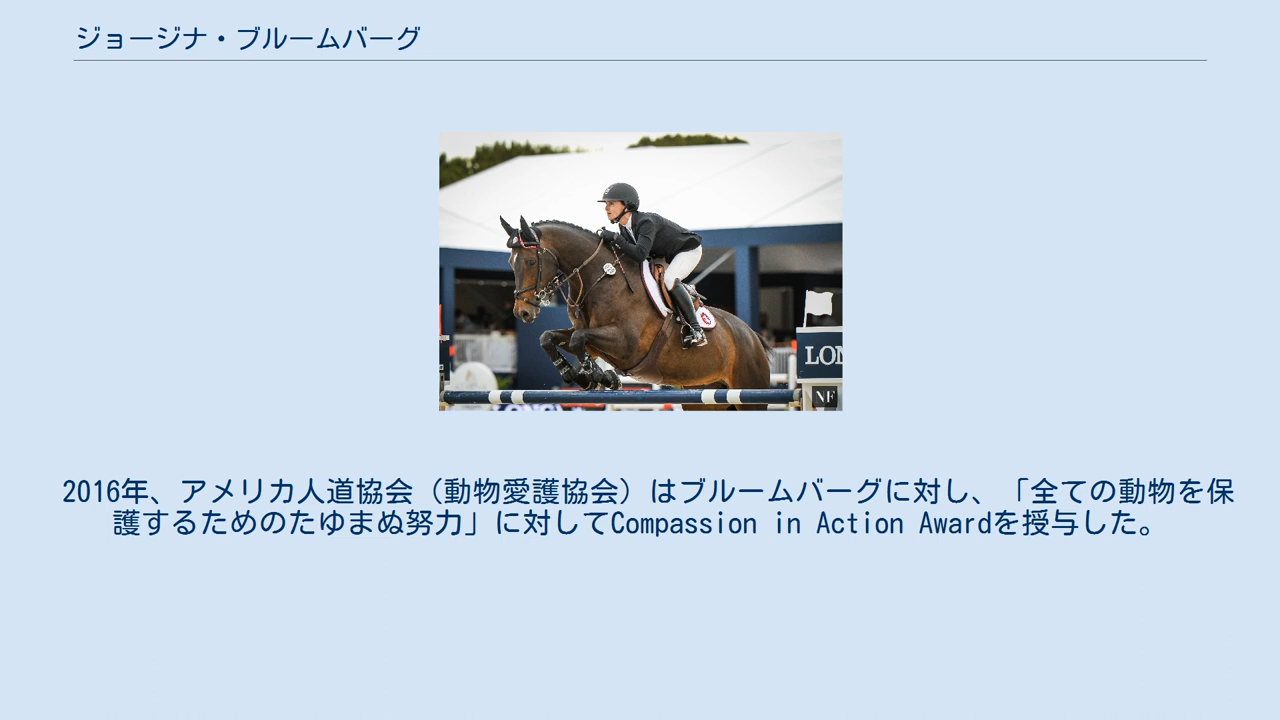 ジョージナ・ブルームバーグ
LON
NF
2016年、アメリカ人道協会（動物愛護協会）はブルームバーグに対し、「全ての動物を保
護するためのたゆまぬ努力」に対してCompassion in Action Awardを授与した。